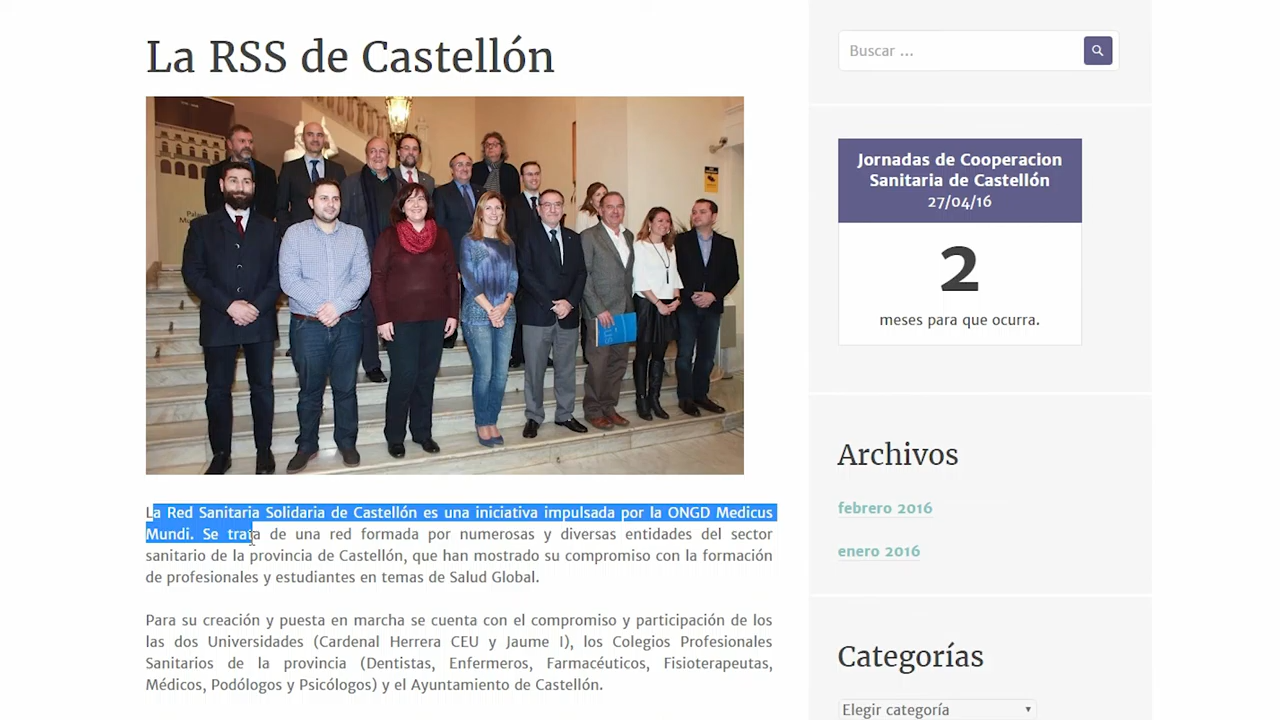 La RSS de Castellón
Pala
Mu
US
La Red Sanitaria Solidaria de Castellón es una iniciativa impulsada por la ONGD Medicus
Mundi. Se trata de una red formada por numerosas y diversas entidades del sector
sanitario de la provincia de Castellón, que han mostrado su compromiso con la formación
de profesionales y estudiantes en temas de Salud Global.
Para su creación y puesta en marcha se cuenta con el compromiso y participación de los
las dos Universidades (Cardenal Herrera CEU y Jaume I), los Colegios Profesionales
Sanitarios de la provincia (Dentistas, Enfermeros, Farmacéuticos, Fisioterapeutas,
Médicos, Podólogos y Psicólogos) y el Ayuntamiento de Castellón.
Buscar ...
Jornadas de Cooperacion
Sanitaria de Castellón
27/04/16
2
meses para que ocurra.
Archivos
febrero 2016
enero 2016
Categorías
Elegir categoría